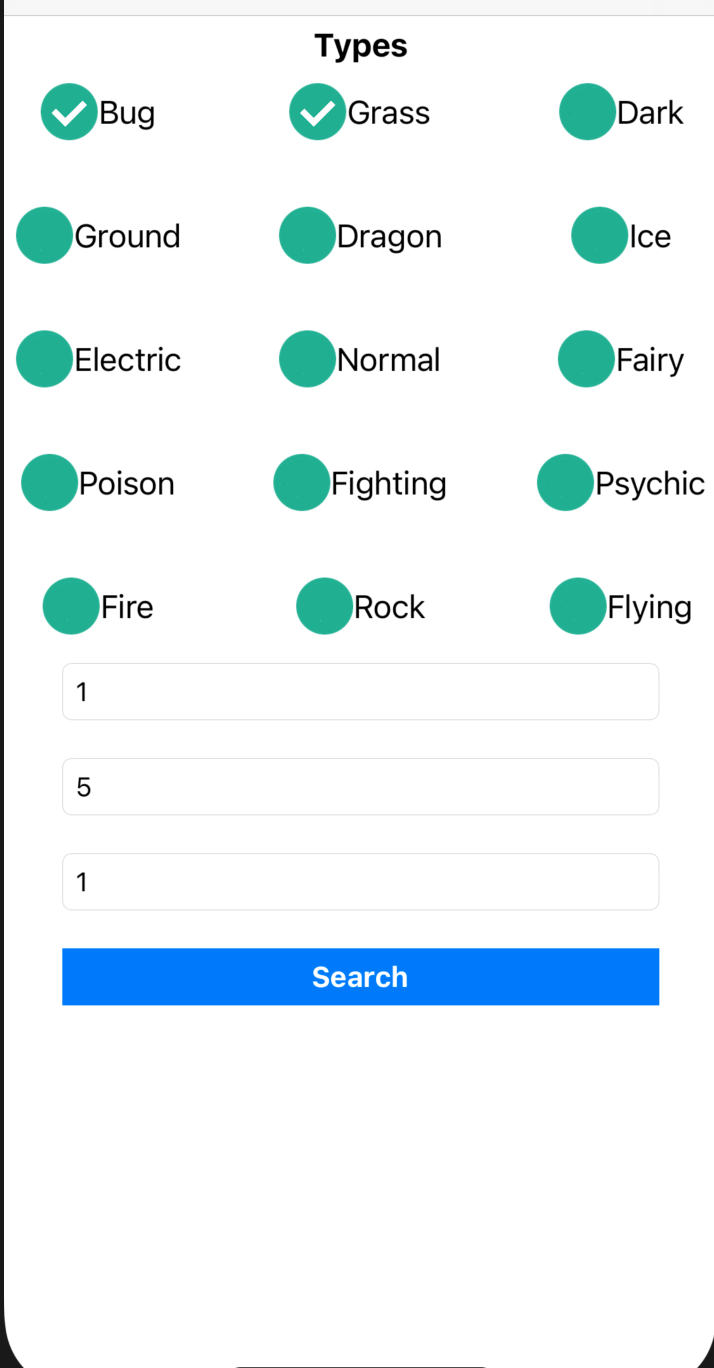 Types
Bug Grass Dark
Ground Dragon Ice
Electric Normal Fairy
Poison Fighting Psychic
Fire Rock Flying
1
5
1
Search